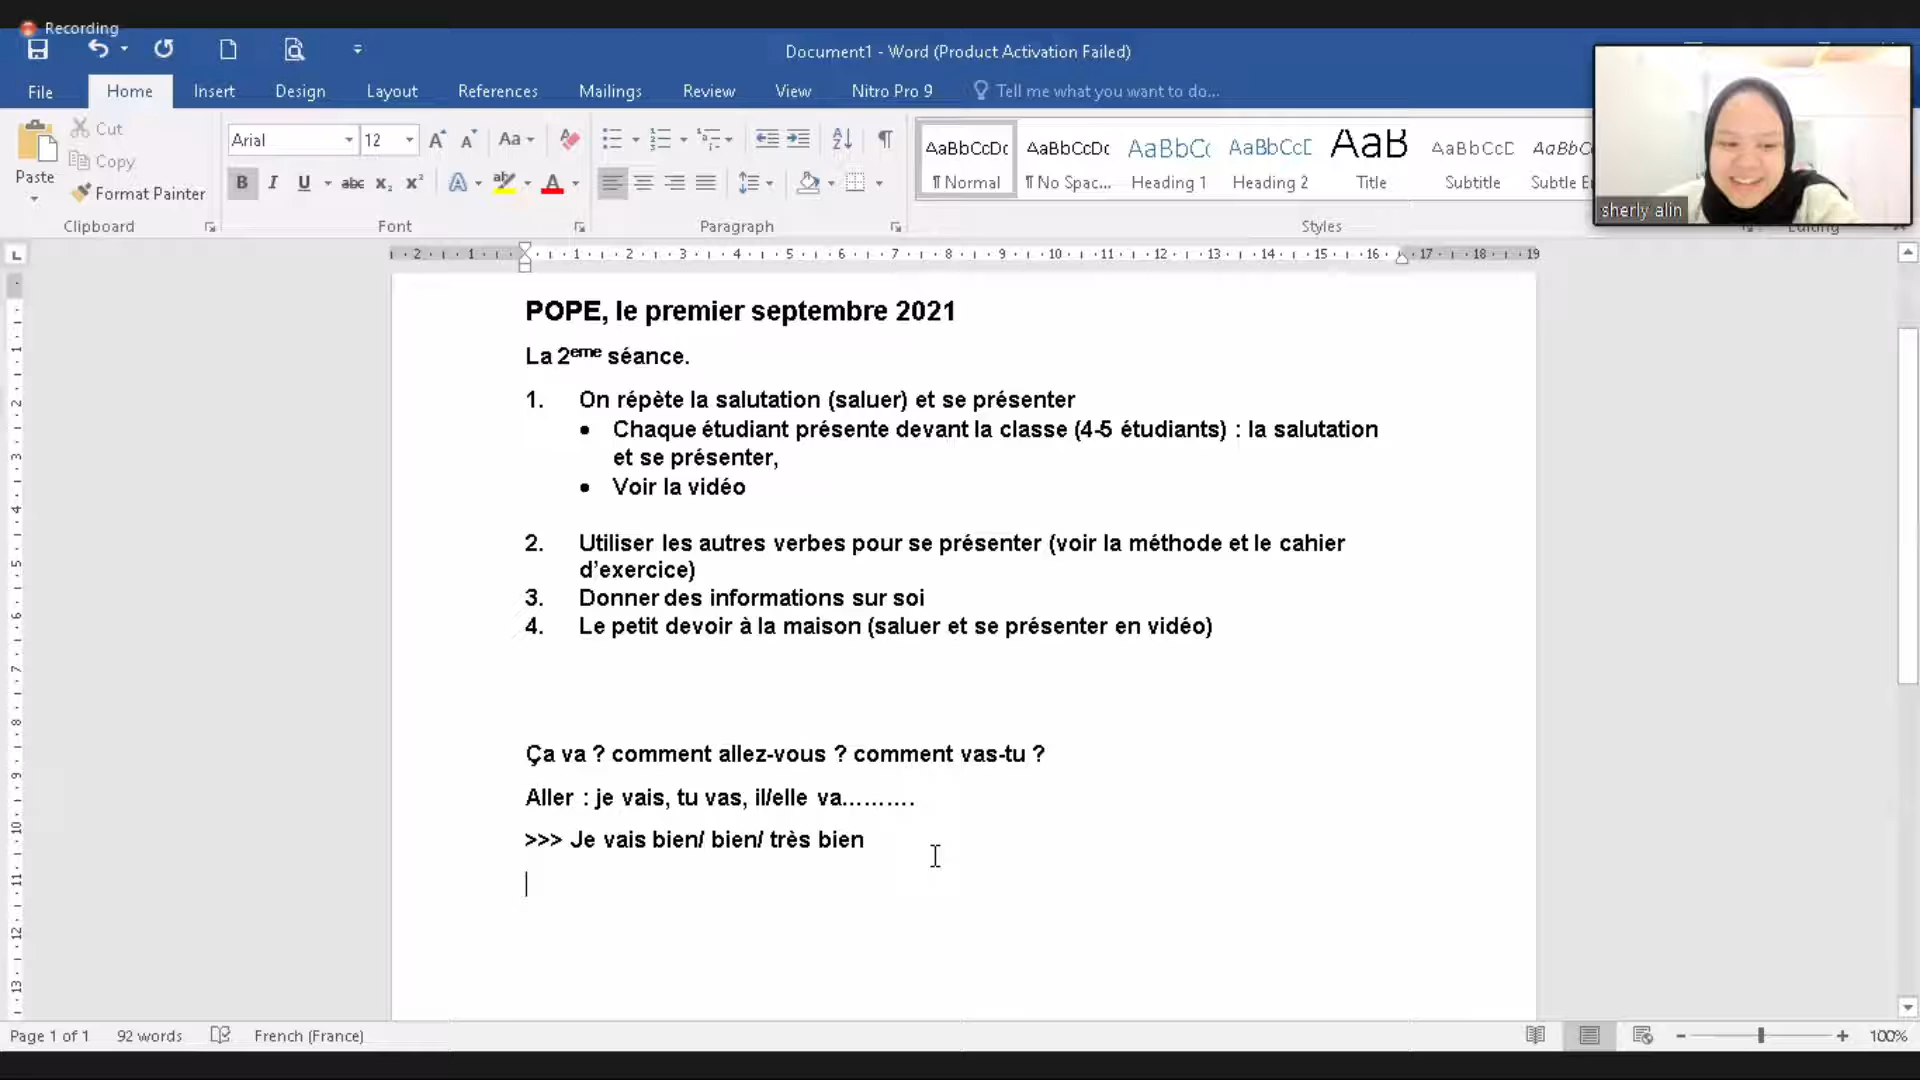 Recording
Document1 - Word (Product Activation Failed)
File Home Insert Design Layout References Mailings Review View Nitro Pro 9 Tell me what you want to do...
Cut
Copy
Format Painter
Paste
Arial 12
AaBbCcDc AaBbCcDc AaBbCc AaBbCcE AaB AaBbCcE AaBbC
¶ Normal ¶ No Spac... Heading 1 Heading 2 Title Subtitle Subtle E
sherly alin
Clipboard Font Paragraph Styles Editing
POPE, le premier septembre 2021
La 2eme séance.
1. On répète la salutation (saluer) et se présenter
• Chaque étudiant présente devant la classe (4-5 étudiants) : la salutation
et se présenter,
• Voir la vidéo
2. Utiliser les autres verbes pour se présenter (voir la méthode et le cahier
d’exercice)
3. Donner des informations sur soi
4. Le petit devoir à la maison (saluer et se présenter en vidéo)
Ça va ? comment allez-vous ? comment vas-tu ?
Aller : je vais, tu vas, il/elle va……….
>>> Je vais bien/ bien/ très bien
Page 1 of 1 92 words French (France) 100%